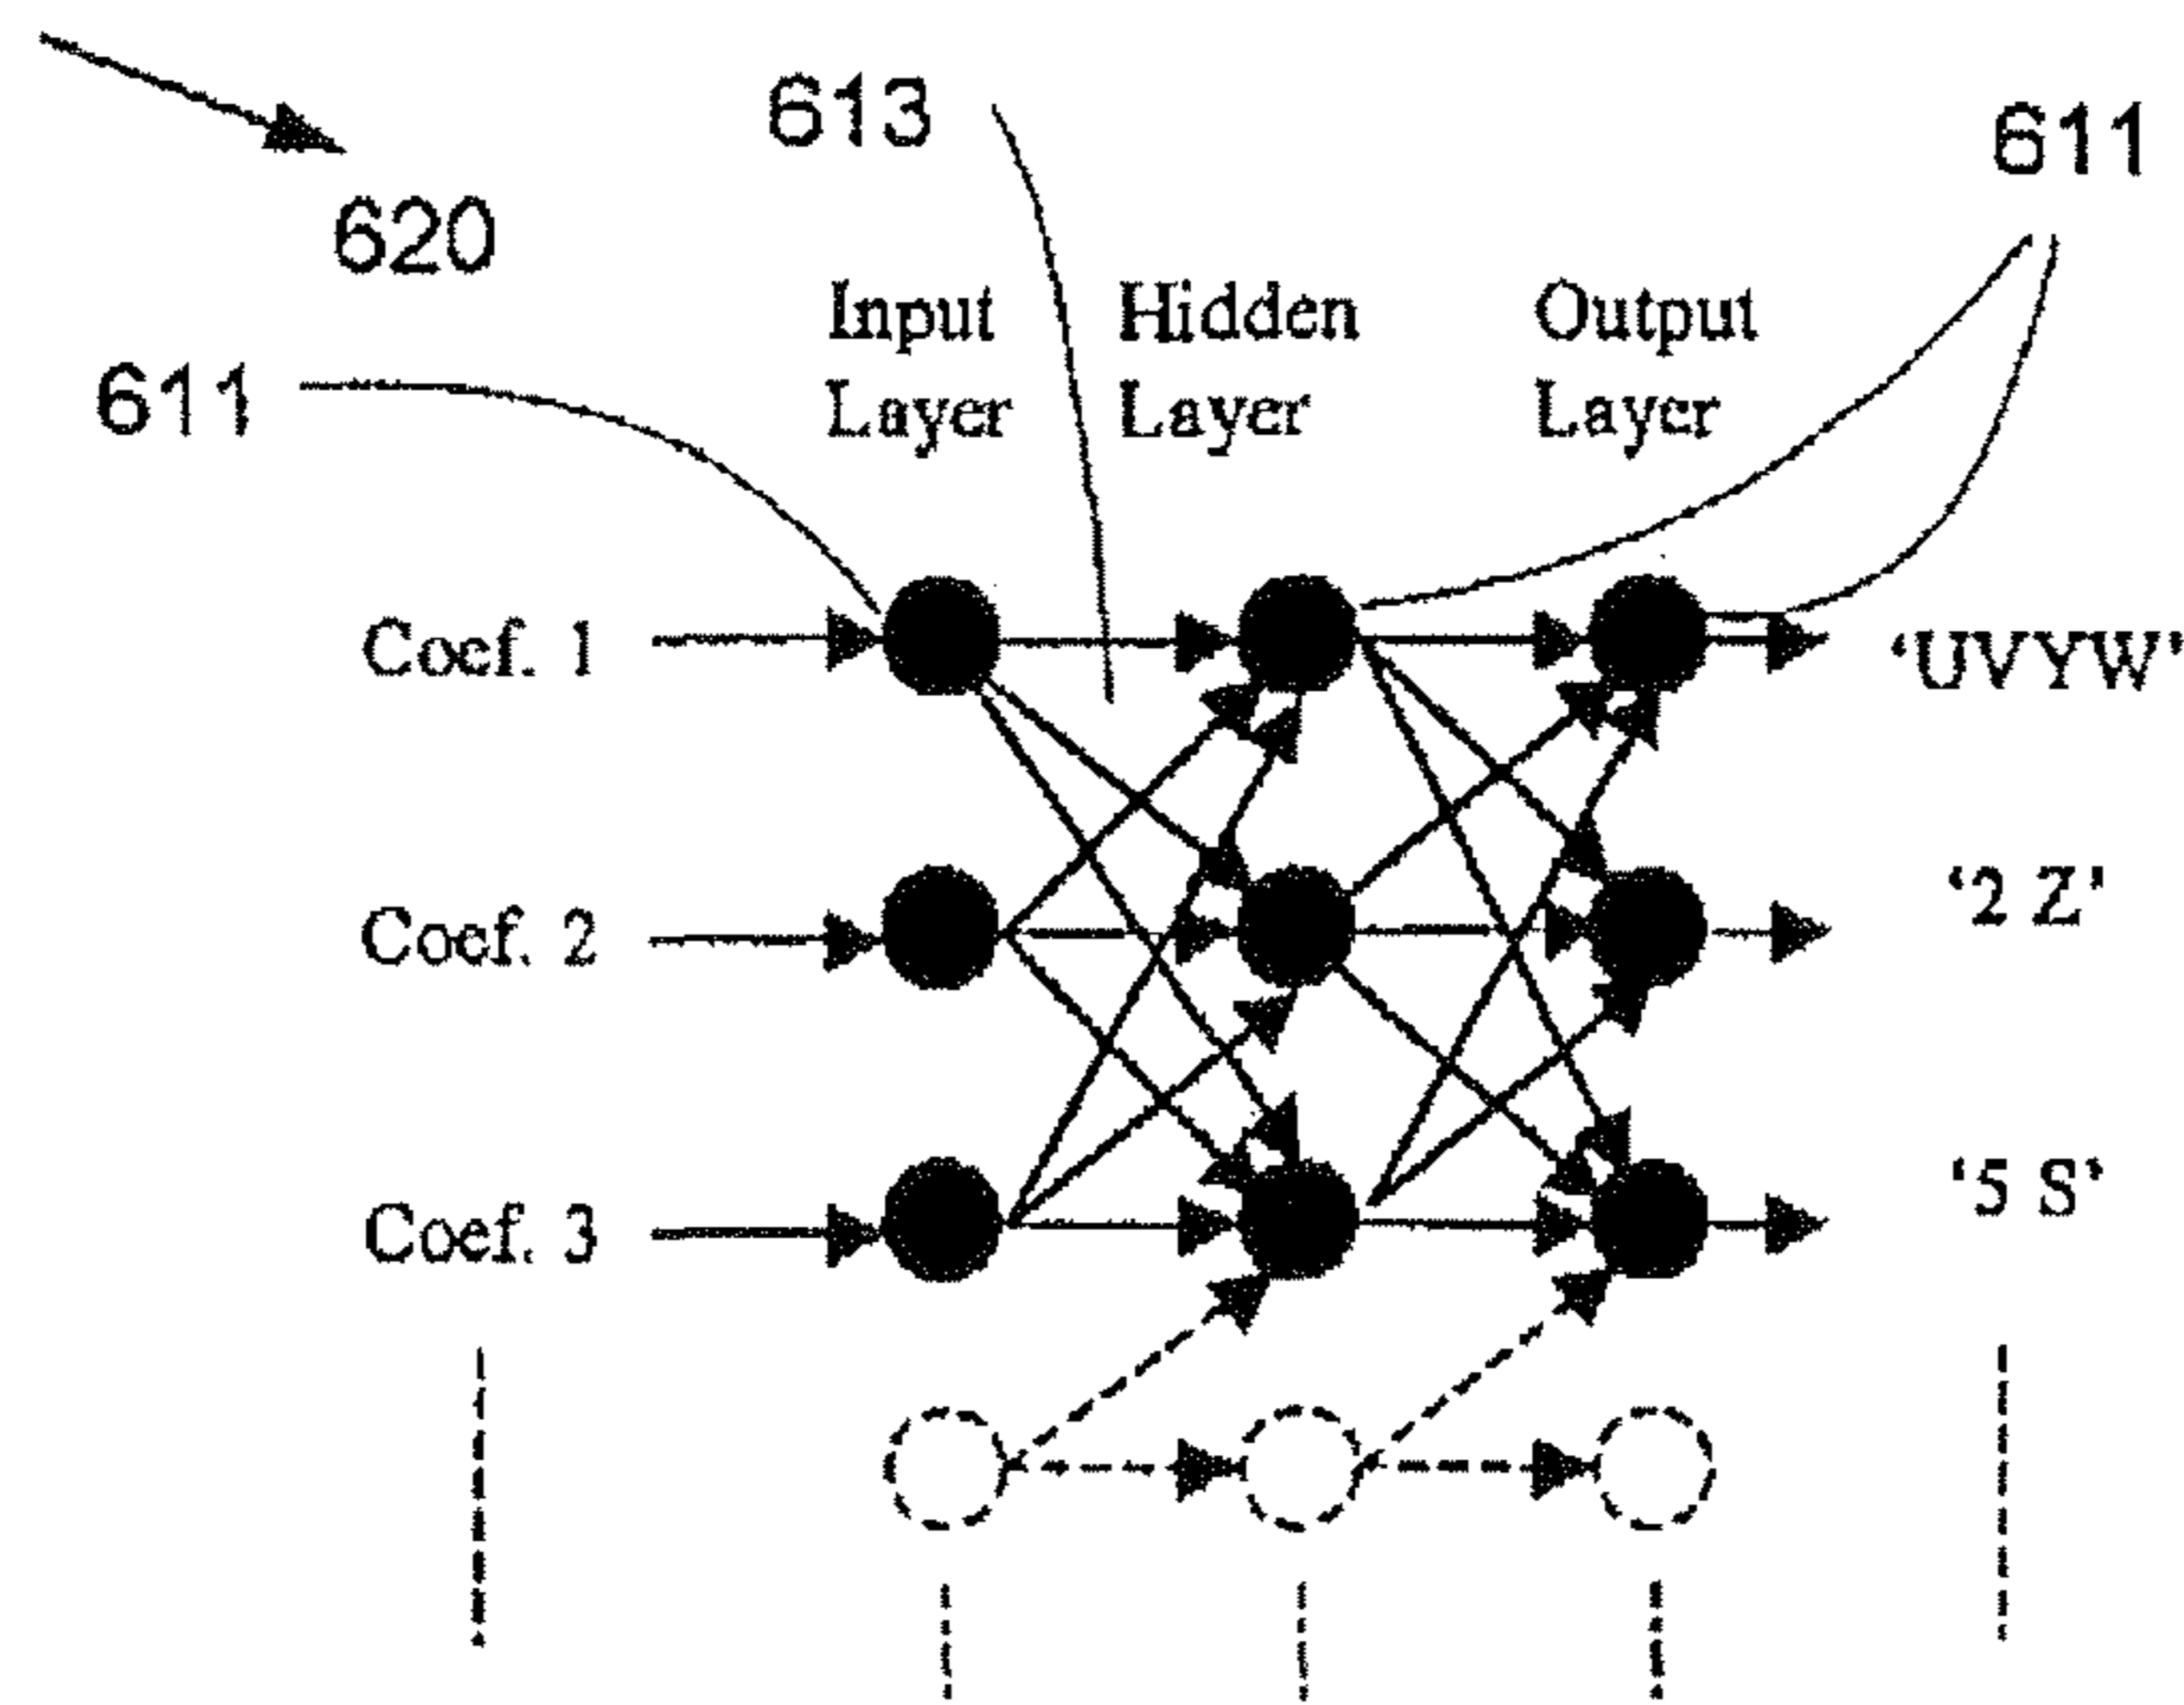 613
611
620
Input Layer
Hidden Layer
Output Layer
611
Coef. 1
'UVYW'
Coef. 2
'2 Z'
Coef. 3
'5 S'